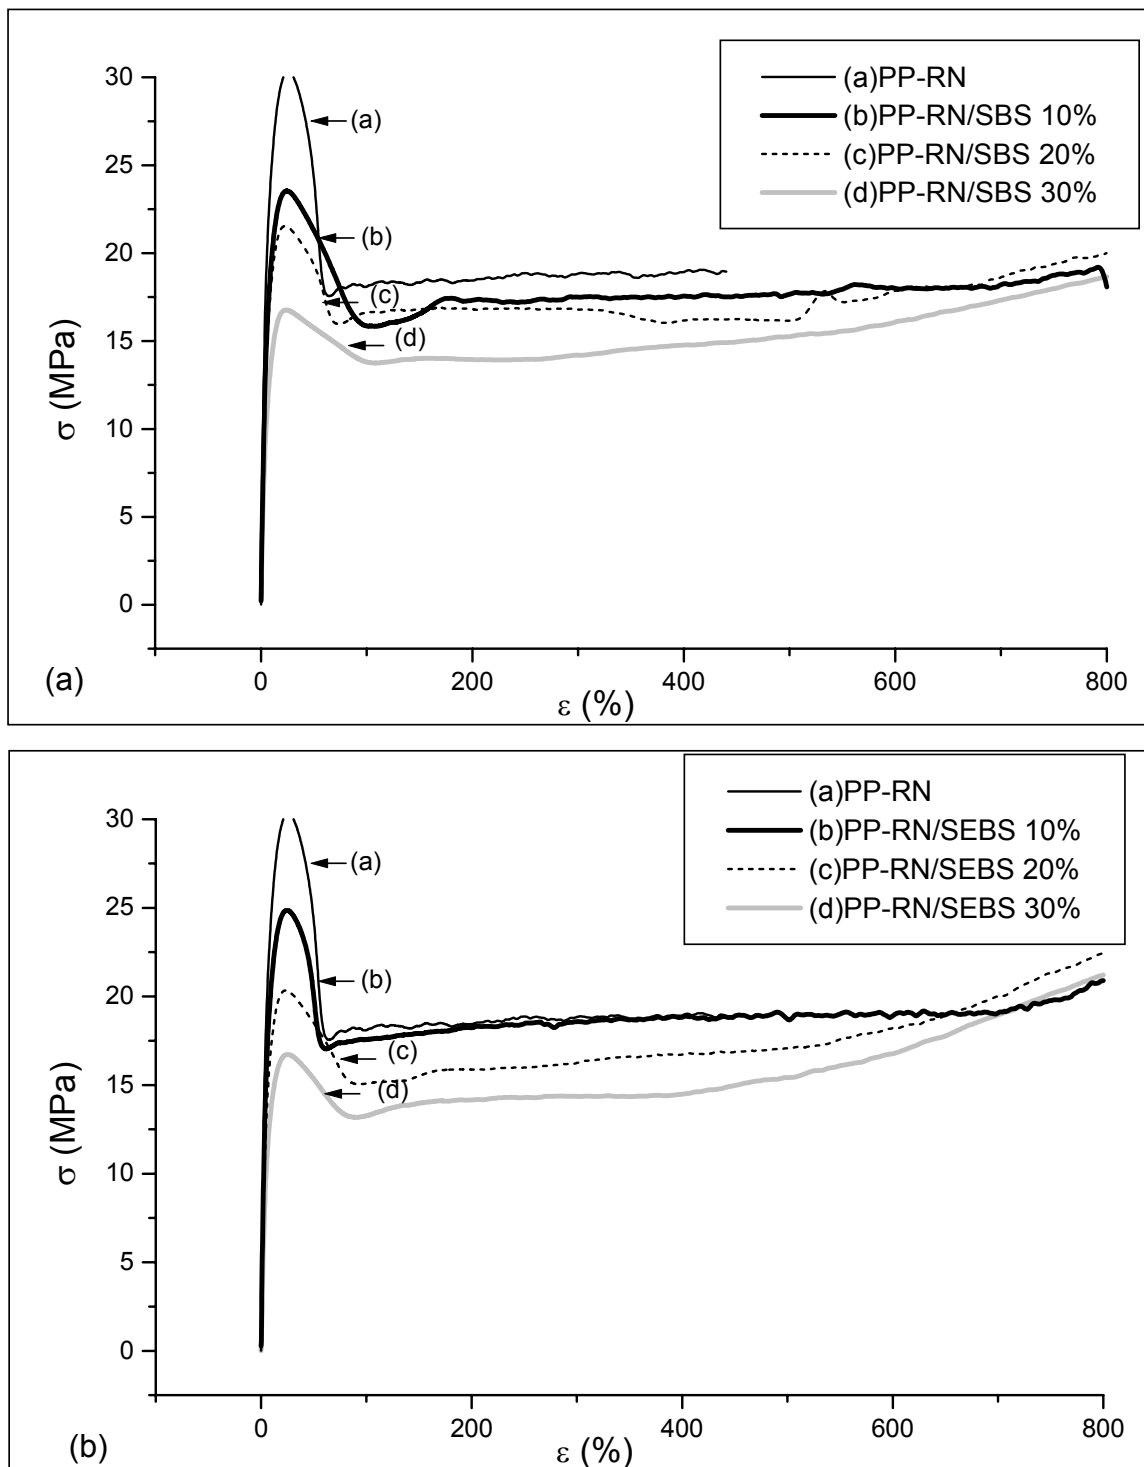 (a)PP-RN
(b)PP-RN/SBS 10%
(c)PP-RN/SBS 20%
(d)PP-RN/SBS 30%
30
25
20
15
10
5
0
σ (MPa)
(a)
(b)
(c)
(d)
0
200
400
600
800
ε (%)
(a)
(a)PP-RN
(b)PP-RN/SEBS 10%
(c)PP-RN/SEBS 20%
(d)PP-RN/SEBS 30%
30
25
20
15
10
5
0
σ (MPa)
(a)
(b)
(c)
(d)
0
200
400
600
800
ε (%)
(b)